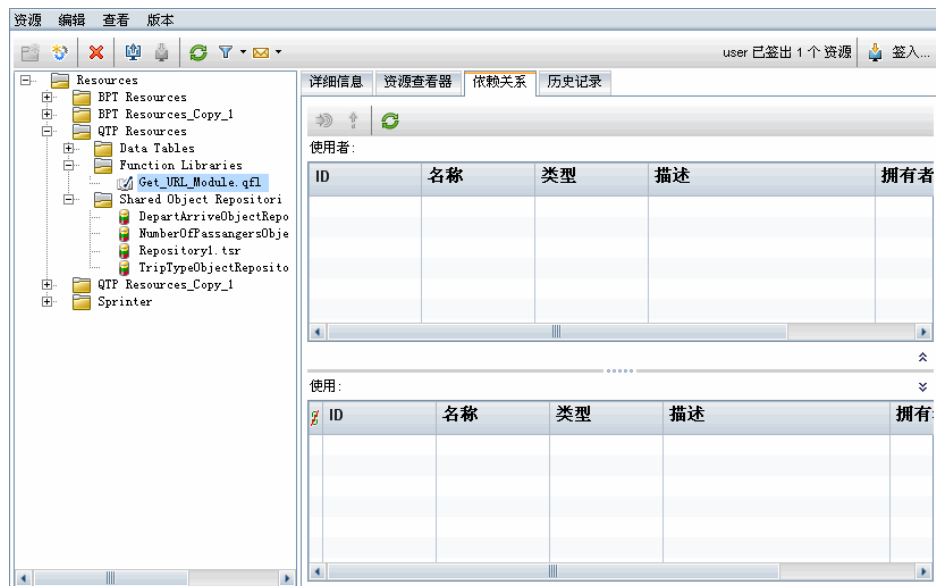 资源 编辑 查看 版本
user 已签出 1 个 资源 签入...
Resources
BPT Resources
BPT Resources_Copy_1
QTP Resources
Data Tables
Function Libraries
Get_URL_Module.qfl
Shared Object Repositori
DepartArriveObjectRepo
NumberOfPassangersObje
Repository1.tsr
TripTypeObjectReposito
QTP Resources_Copy_1
Sprinter
详细信息 资源查看器 依赖关系 历史记录
使用者:
ID 名称 类型 描述 拥有者
使用:
ID 名称 类型 描述 拥有